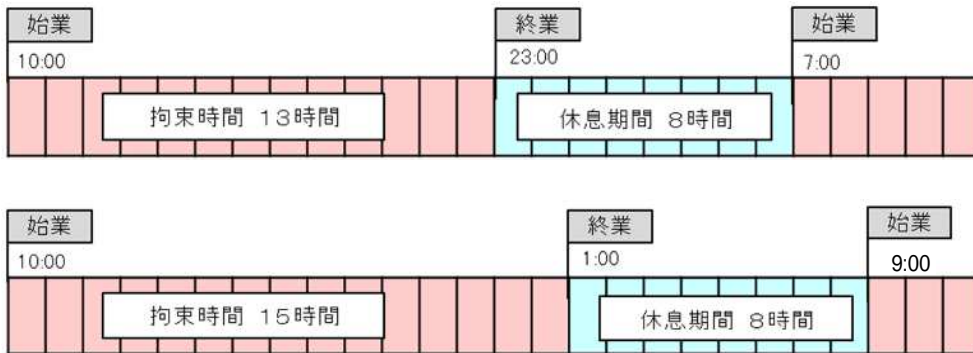 始業 終業 始業
10:00 23:00 7:00
拘束時間 13時間 休息期間 8時間
始業 終業 始業
10:00 1:00 9:00
拘束時間 15時間 休息期間 8時間